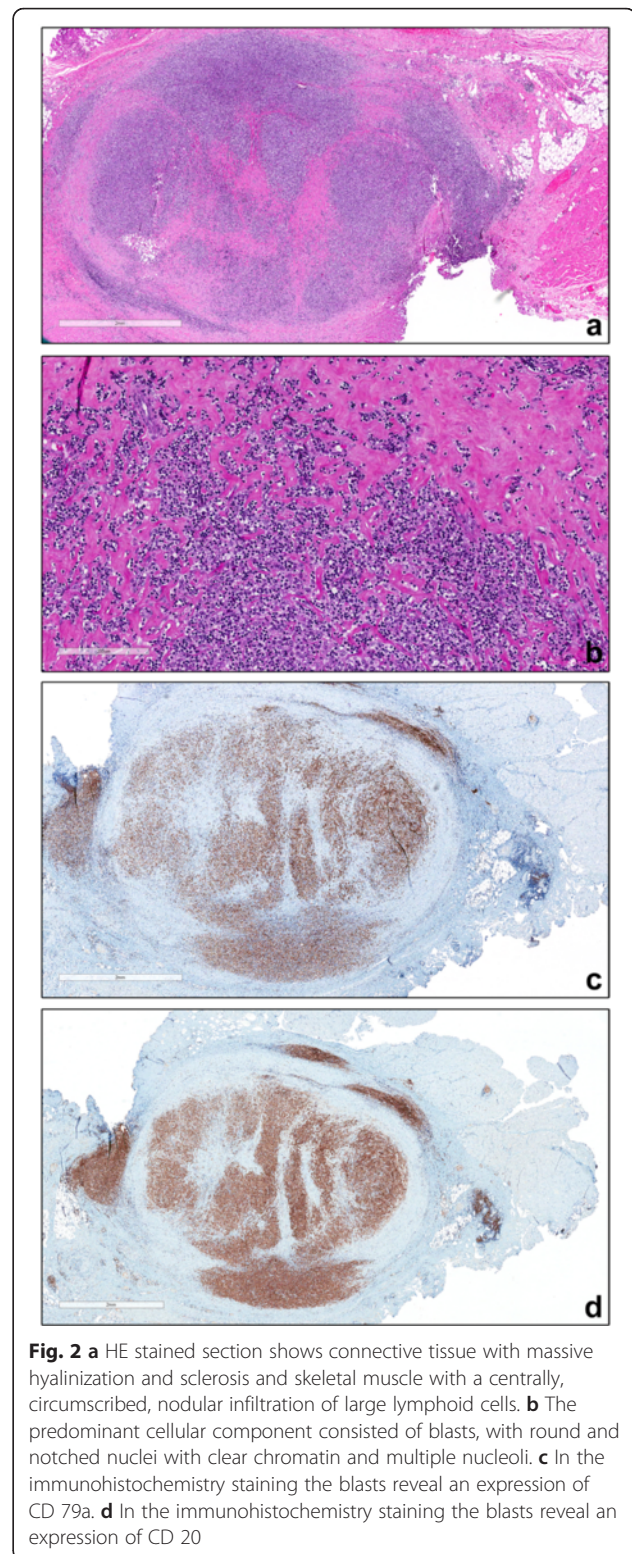 a
b
c
d
Fig. 2 a HE stained section shows connective tissue with massive
hyalinization and sclerosis and skeletal muscle with a centrally,
circumscribed, nodular infiltration of large lymphoid cells. b The
predominant cellular component consisted of blasts, with round and
notched nuclei with clear chromatin and multiple nucleoli. c In the
immunohistochemistry staining the blasts reveal an expression of
CD 79a. d In the immunohistochemistry staining the blasts reveal an
expression of CD 20